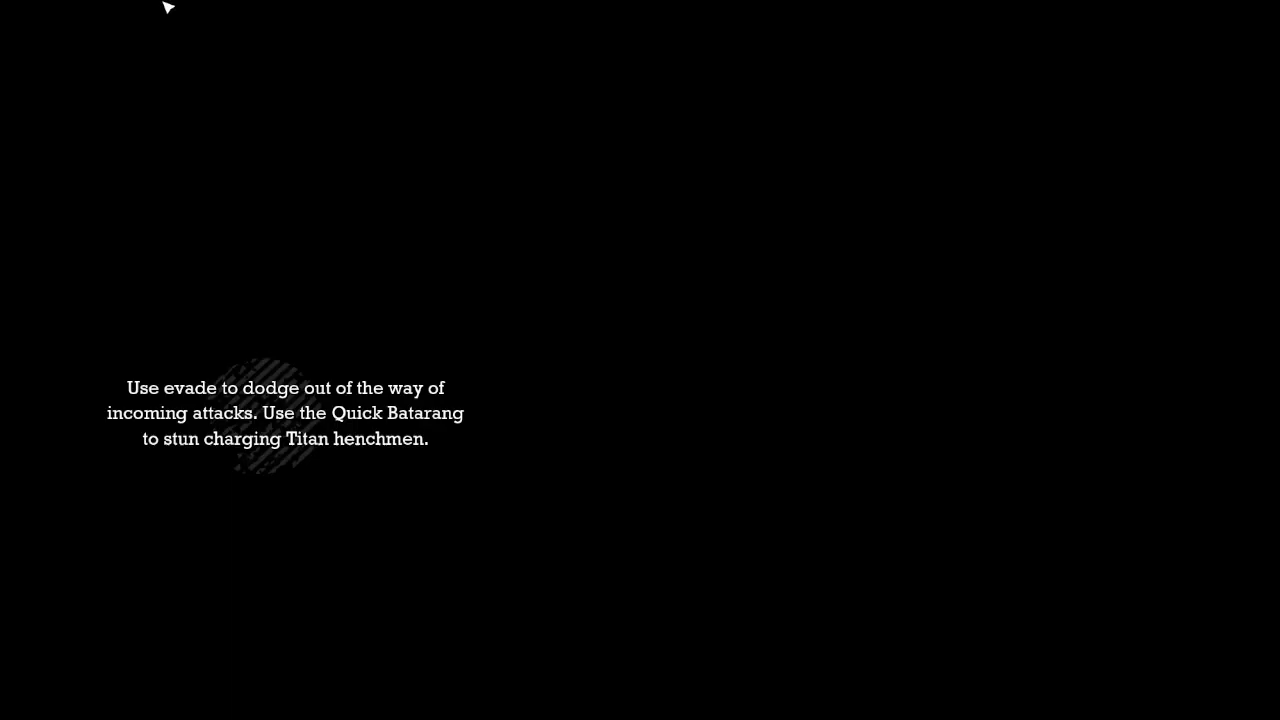 Use evade to dodge out of the way of
incoming attacks. Use the Quick Batarang
to stun charging Titan henchmen.